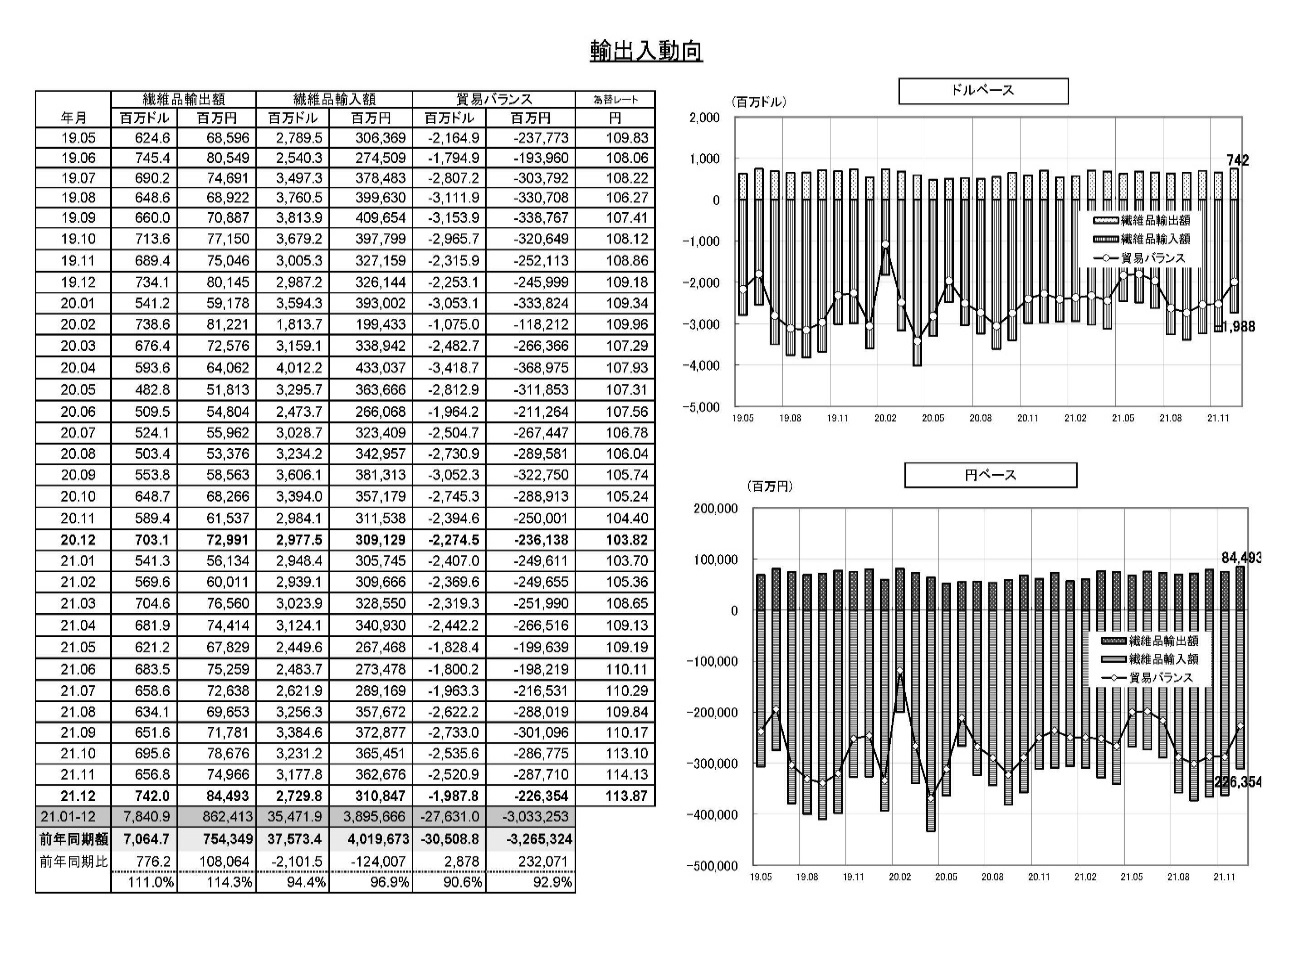 輸出入動向
繊維品輸出額 繊維品輸入額 貿易バランス 為替レート
年月 百万ドル 百万円 百万ドル 百万円 百万ドル 百万円 円
19.05 624.6 68,596 2,789.5 306,369 -2,164.9 -237,773 109.83
19.06 745.4 80,549 2,540.3 274,509 -1,794.9 -193,960 108.06
19.07 690.2 74,691 3,497.3 378,483 -2,807.2 -303,792 108.22
19.08 648.6 68,922 3,760.5 399,630 -3,111.9 -330,708 106.27
19.09 660.0 70,887 3,813.9 409,654 -3,153.9 -338,767 107.41
19.10 713.6 77,150 3,679.2 397,799 -2,965.7 -320,649 108.12
19.11 689.4 75,046 3,005.3 327,159 -2,315.9 -252,113 108.86
19.12 734.1 80,145 2,987.2 326,144 -2,253.1 -245,999 109.18
20.01 541.2 59,178 3,594.3 393,002 -3,053.1 -333,824 109.34
20.02 738.6 81,221 1,813.7 199,433 -1,075.0 -118,212 109.96
20.03 676.4 72,576 3,159.1 338,942 -2,482.7 -266,366 107.29
20.04 593.6 64,062 4,012.2 433,037 -3,418.7 -368,975 107.93
20.05 482.8 51,813 3,295.7 363,666 -2,812.9 -311,853 107.31
20.06 509.5 54,804 2,473.7 266,068 -1,964.2 -211,264 107.56
20.07 524.1 55,962 3,028.7 323,409 -2,504.7 -267,447 106.78
20.08 503.4 53,376 3,234.2 342,957 -2,730.9 -289,581 106.04
20.09 553.8 58,563 3,606.1 381,313 -3,052.3 -322,750 105.74
20.10 648.7 68,266 3,394.0 357,179 -2,745.3 -288,913 105.24
20.11 589.4 61,537 2,984.1 311,538 -2,394.6 -250,001 104.40
20.12 703.1 72,991 2,977.5 309,129 -2,274.5 -236,138 103.82
21.01 541.3 56,134 2,948.4 305,745 -2,407.0 -249,611 103.70
21.02 569.6 60,011 2,939.1 309,666 -2,369.6 -249,655 105.36
21.03 704.6 76,560 3,023.9 328,550 -2,319.3 -251,990 108.65
21.04 681.9 74,414 3,124.1 340,930 -2,442.2 -266,516 109.13
21.05 621.2 67,829 2,449.6 267,468 -1,828.4 -199,639 109.19
21.06 683.5 75,259 2,483.7 273,478 -1,800.2 -198,219 110.11
21.07 658.6 72,638 2,621.9 289,169 -1,963.3 -216,531 110.29
21.08 634.1 69,653 3,256.3 357,672 -2,622.2 -288,019 109.84
21.09 651.6 71,781 3,384.6 372,877 -2,733.0 -301,096 110.17
21.10 695.6 78,676 3,231.2 365,451 -2,535.6 -286,775 113.10
21.11 656.8 74,966 3,177.8 362,676 -2,520.9 -287,710 114.13
21.12 742.0 84,493 2,729.8 310,847 -1,987.8 -226,354 113.87
21.01-12 7,840.9 862,413 35,471.9 3,895,666 -27,631.0 -3,033,253
前年同期額 7,064.7 754,349 37,573.4 4,019,673 -30,508.8 -3,265,324
前年同期比 776.2 108,064 -2,101.5 -124,007 2,878 232,071
111.0% 114.3% 94.4% 96.9% 90.6% 92.9%
ドルベース
(百万ドル)
2,000
1,000
0
-1,000
-2,000
-3,000
-4,000
-5,000
742
繊維品輸出額
繊維品輸入額
貿易バランス
-1,988
19.05 19.08 19.11 20.02 20.05 20.08 20.11 21.02 21.05 21.08 21.11
円ベース
(百万円)
200,000
100,000
0
-100,000
-200,000
-300,000
-400,000
-500,000
84,493
繊維品輸出額
繊維品輸入額
貿易バランス
-226,354
19.05 19.08 19.11 20.02 20.05 20.08 20.11 21.02 21.05 21.08 21.11